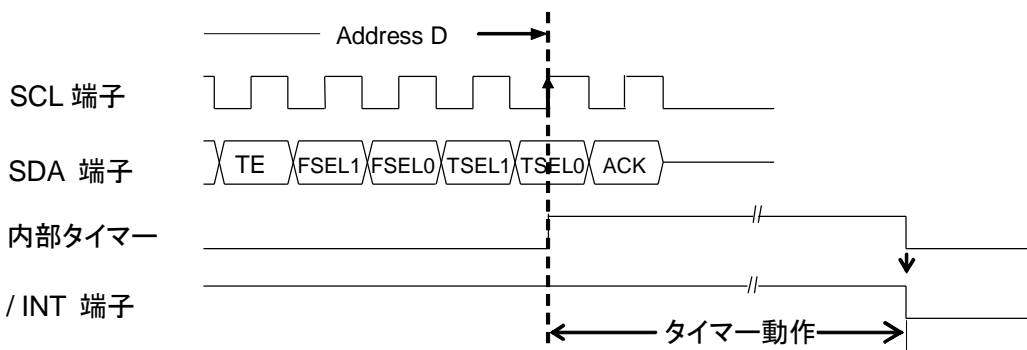 Address D
SCL 端子
SDA 端子
TE FSEL1 FSEL0 TSEL1 TSEL0 ACK
内部タイマー
/ INT 端子
タイマー動作